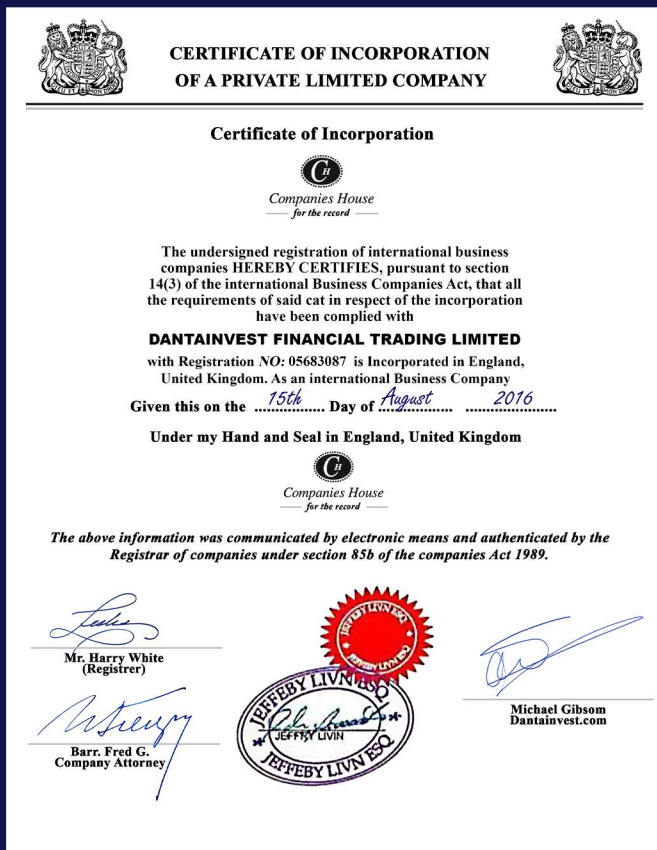 CERTIFICATE OF INCORPORATION
OF A PRIVATE LIMITED COMPANY
Certificate of Incorporation
CH
Companies House
for the record
The undersigned registration of international business
companies HEREBY CERTIFIES, pursuant to section
14(3) of the international Business Companies Act, that all
the requirements of said cat in respect of the incorporation
have been complied with
DANTAINVEST FINANCIAL TRADING LIMITED
with Registration NO: 05683087 is Incorporated in England,
United Kingdom. As an international Business Company
Given this on the 15th Day of August 2016
Under my Hand and Seal in England, United Kingdom
CH
Companies House
for the record
The above information was communicated by electronic means and authenticated by the
Registrar of companies under section 85b of the companies Act 1989.
Mr. Harry White
(Registrer)
Barr. Fred G.
Company Attorney
JEFFEBY LIVN ESQ
JEFFEBY LIVN ESQ
JEFFEBY LIVN ESQ
JEFFRY LIVIN
JEFFEBY LIVN ESQ
Michael Gibsom
Dantainvest.com